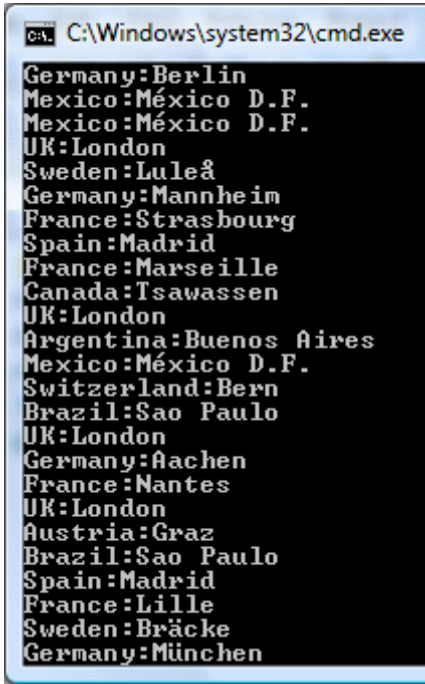 C:\Windows\system32\cmd.exe
Germany:Berlin
Mexico:México D.F.
Mexico:México D.F.
UK:London
Sweden:Luleå
Germany:Mannheim
France:Strasbourg
Spain:Madrid
France:Marseille
Canada:Tsawassen
UK:London
Argentina:Buenos Aires
Mexico:México D.F.
Switzerland:Bern
Brazil:Sao Paulo
UK:London
Germany:Aachen
France:Nantes
UK:London
Austria:Graz
Brazil:Sao Paulo
Spain:Madrid
France:Lille
Sweden:Bräcke
Germany:München